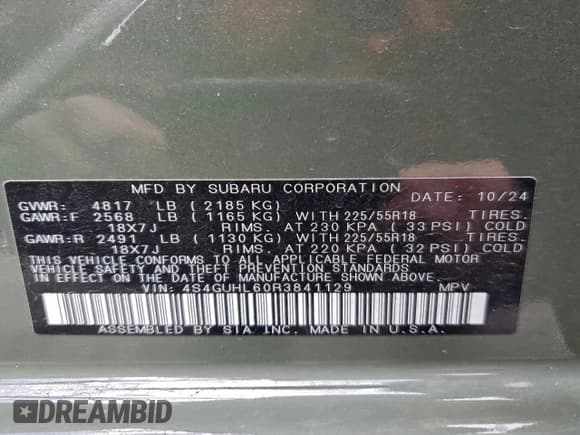 MFD BY SUBARU CORPORATION DATE: 10/24
GVWR: 4817 LB ( 2185 KG)
GAWR:F 2568 LB ( 1165 KG) WITH 225/55R18 TIRES.
18X7J RIMS. AT 230 KPA ( 33 PSI) COLD
GAWR:R 2491 LB ( 1130 KG) WITH 225/55R18 TIRES.
18X7J RIMS. AT 220 KPA ( 32 PSI) COLD
THIS VEHICLE CONFORMS TO ALL APPLICABLE FEDERAL MOTOR
VEHICLE SAFETY AND THEFT PREVENTION STANDARDS
IN EFFECT ON THE DATE OF MANUFACTURE SHOWN ABOVE.
VIN: 4S4GUHL60R3841129 MPV
ASSEMBLED BY SIA, INC. MADE IN U.S.A.
DREAMBID